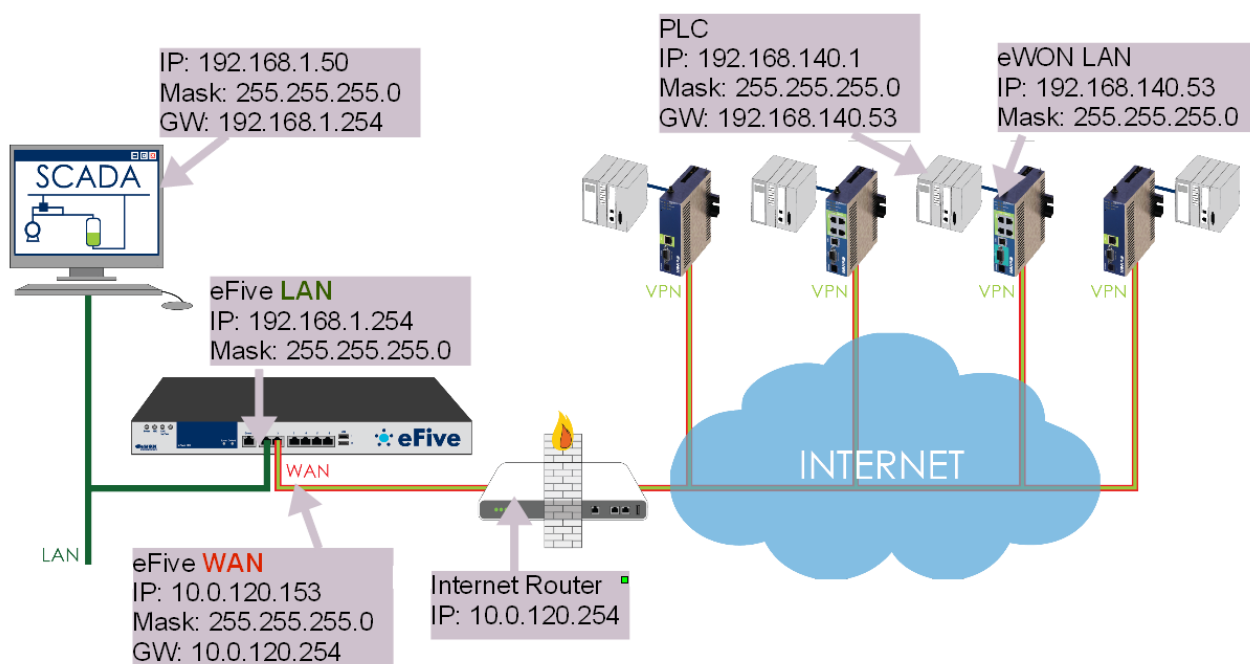 IP: 192.168.1.50
Mask: 255.255.255.0
GW: 192.168.1.254
PLC
IP: 192.168.140.1
Mask: 255.255.255.0
GW: 192.168.140.53
eWON LAN
IP: 192.168.140.53
Mask: 255.255.255.0
SCADA
eFive LAN
IP: 192.168.1.254
Mask: 255.255.255.0
VPN
VPN
VPN
VPN
eFive
WAN
INTERNET
LAN
eFive WAN
IP: 10.0.120.153
Mask: 255.255.255.0
GW: 10.0.120.254
Internet Router
IP: 10.0.120.254